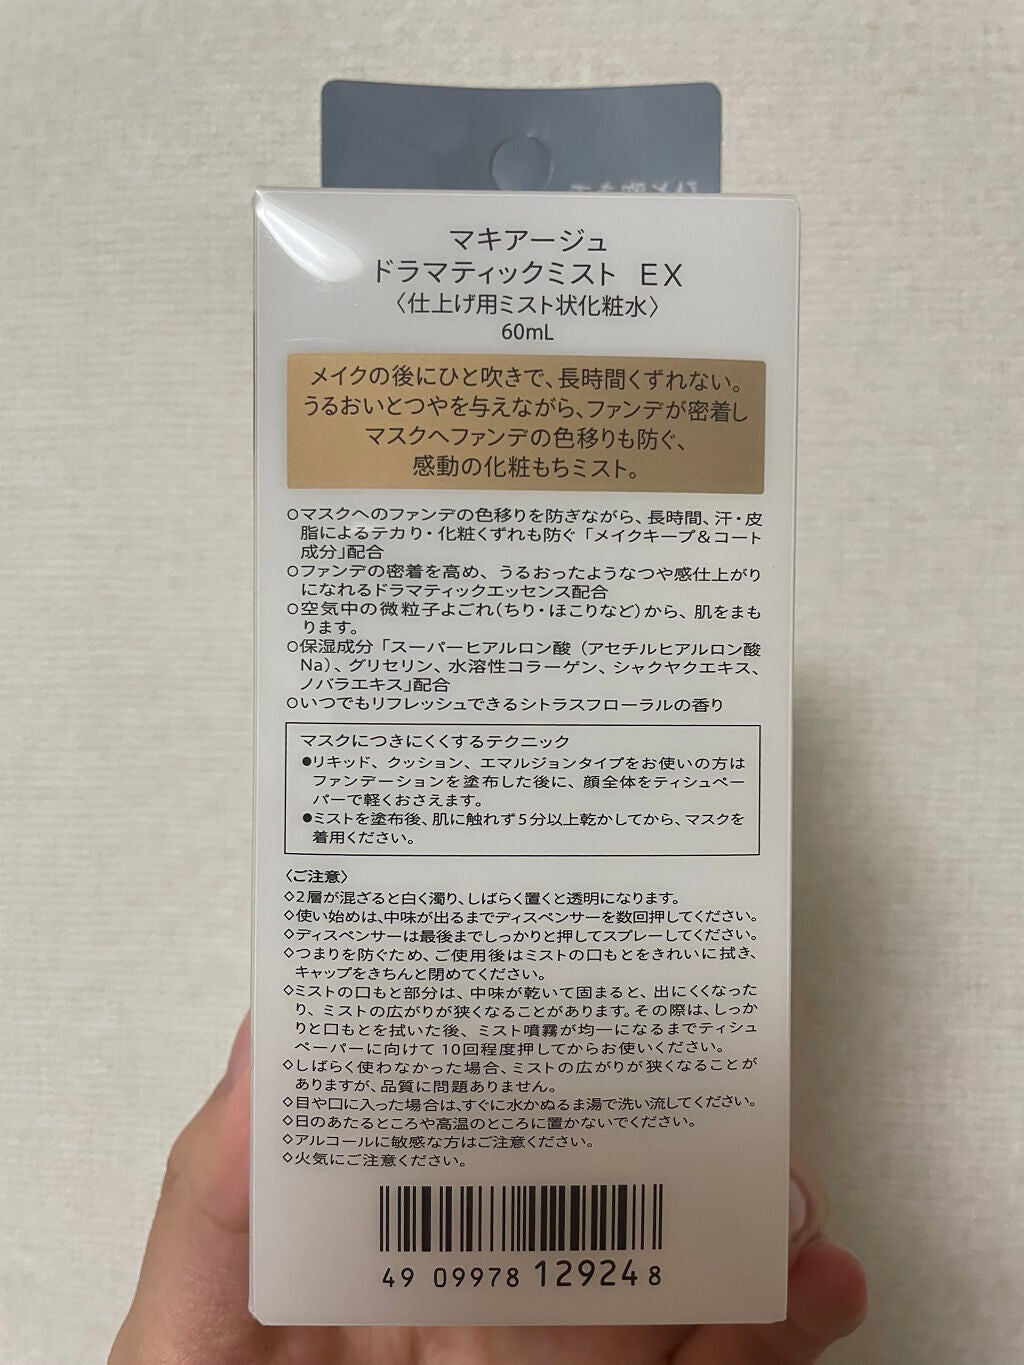 マキアージュ
ドラマティックミスト EX
〈仕上げ用ミスト状化粧水〉
60mL
メイクの後にひと吹きで、長時間くずれない。
うるおいとつやを与えながら、ファンデが密着し
マスクへファンデの色移りも防ぐ、
感動の化粧もちミスト。
○マスクへのファンデの色移りを防ぎながら、長時間、汗・皮
脂によるテカリ・化粧くずれも防ぐ「メイクキープ&コート
成分」配合
○ファンデの密着を高め、うるおったようなつや感仕上がり
になれるドラマティックエッセンス配合
○空気中の微粒子よごれ(ちり・ほこりなど)から、肌をまも
ります。
○保湿成分「スーパーヒアルロン酸(アセチルヒアルロン酸
Na)、グリセリン、水溶性コラーゲン、シャクヤクエキス、
ノバラエキス」配合
○いつでもリフレッシュできるシトラスフローラルの香り
マスクにつきにくくするテクニック
●リキッド、クッション、エマルジョンタイプをお使いの方は
ファンデーションを塗布した後に、顔全体をティシュペー
パーで軽くおさえます。
●ミストを塗布後、肌に触れず5分以上乾かしてから、マスクを
着用ください。
〈ご注意〉
◇2層が混ざると白く濁り、しばらく置くと透明になります。
◇使い始めは、中味が出るまでディスペンサーを数回押してください。
◇ディスペンサーは最後までしっかりと押してスプレーしてください。
◇つまりを防ぐため、ご使用後はミストの口もとをきれいに拭き、
キャップをきちんと閉めてください。
◇ミストの口もと部分は、中味が乾いて固まると、出にくくなった
り、ミストの広がりが狭くなることがあります。その際は、しっか
りと口もとを拭いた後、ミスト噴霧が均一になるまでティシュ
ペーパーに向けて10回程度押してからお使いください。
◇しばらく使わなかった場合、ミストの広がりが狭くなることが
ありますが、品質に問題ありません。
◇目や口に入った場合は、すぐに水かぬるま湯で洗い流してください。
◇日のあたるところや高温のところに置かないでください。
◇アルコールに敏感な方はご注意ください。
◇火気にご注意ください。
49 09978 129248